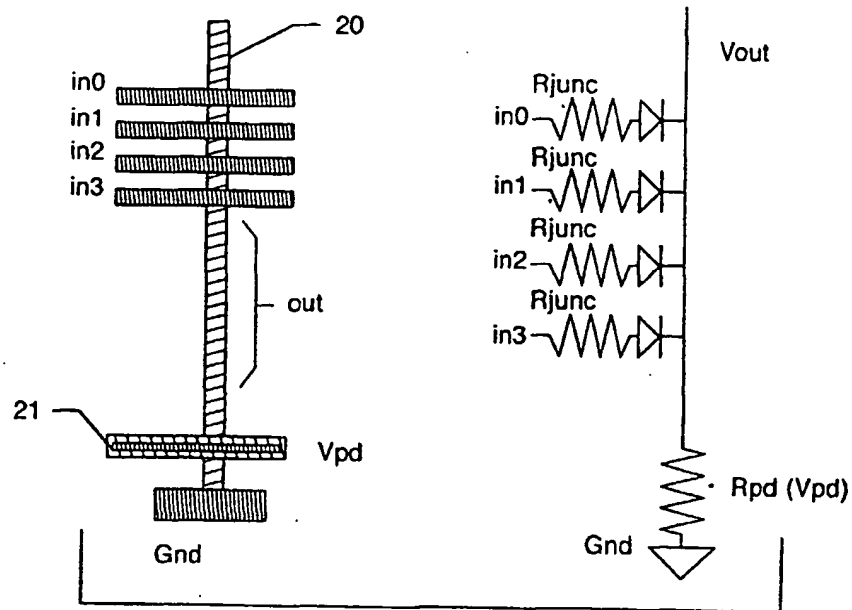 20
in0
in1
in2
in3
out
21
Vpd
Gnd
Vout
Rjunc
in0
Rjunc
in1
Rjunc
in2
Rjunc
in3
Rpd (Vpd)
Gnd